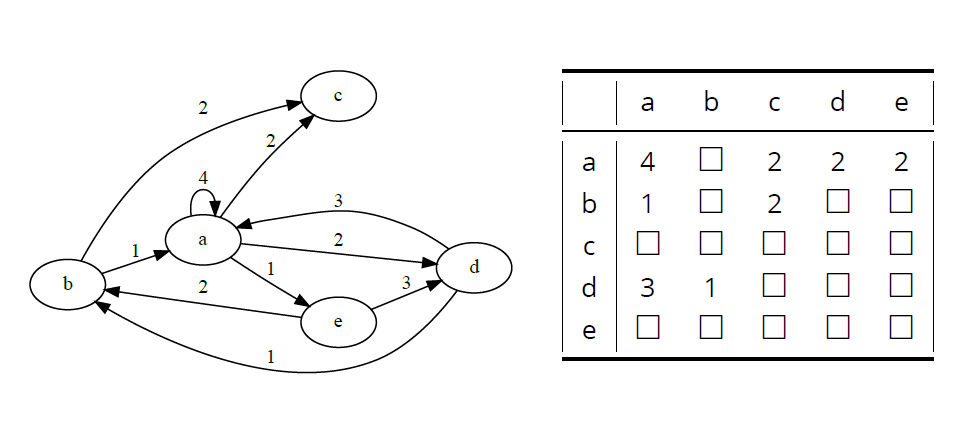 c
2
2
4
3
a
2
1
1
d
b
2
3
e
1
a b c d e
a 4 □ 2 2 2
b 1 □ 2 □ □
c □ □ □ □ □
d 3 1 □ □ □
e □ □ □ □ □